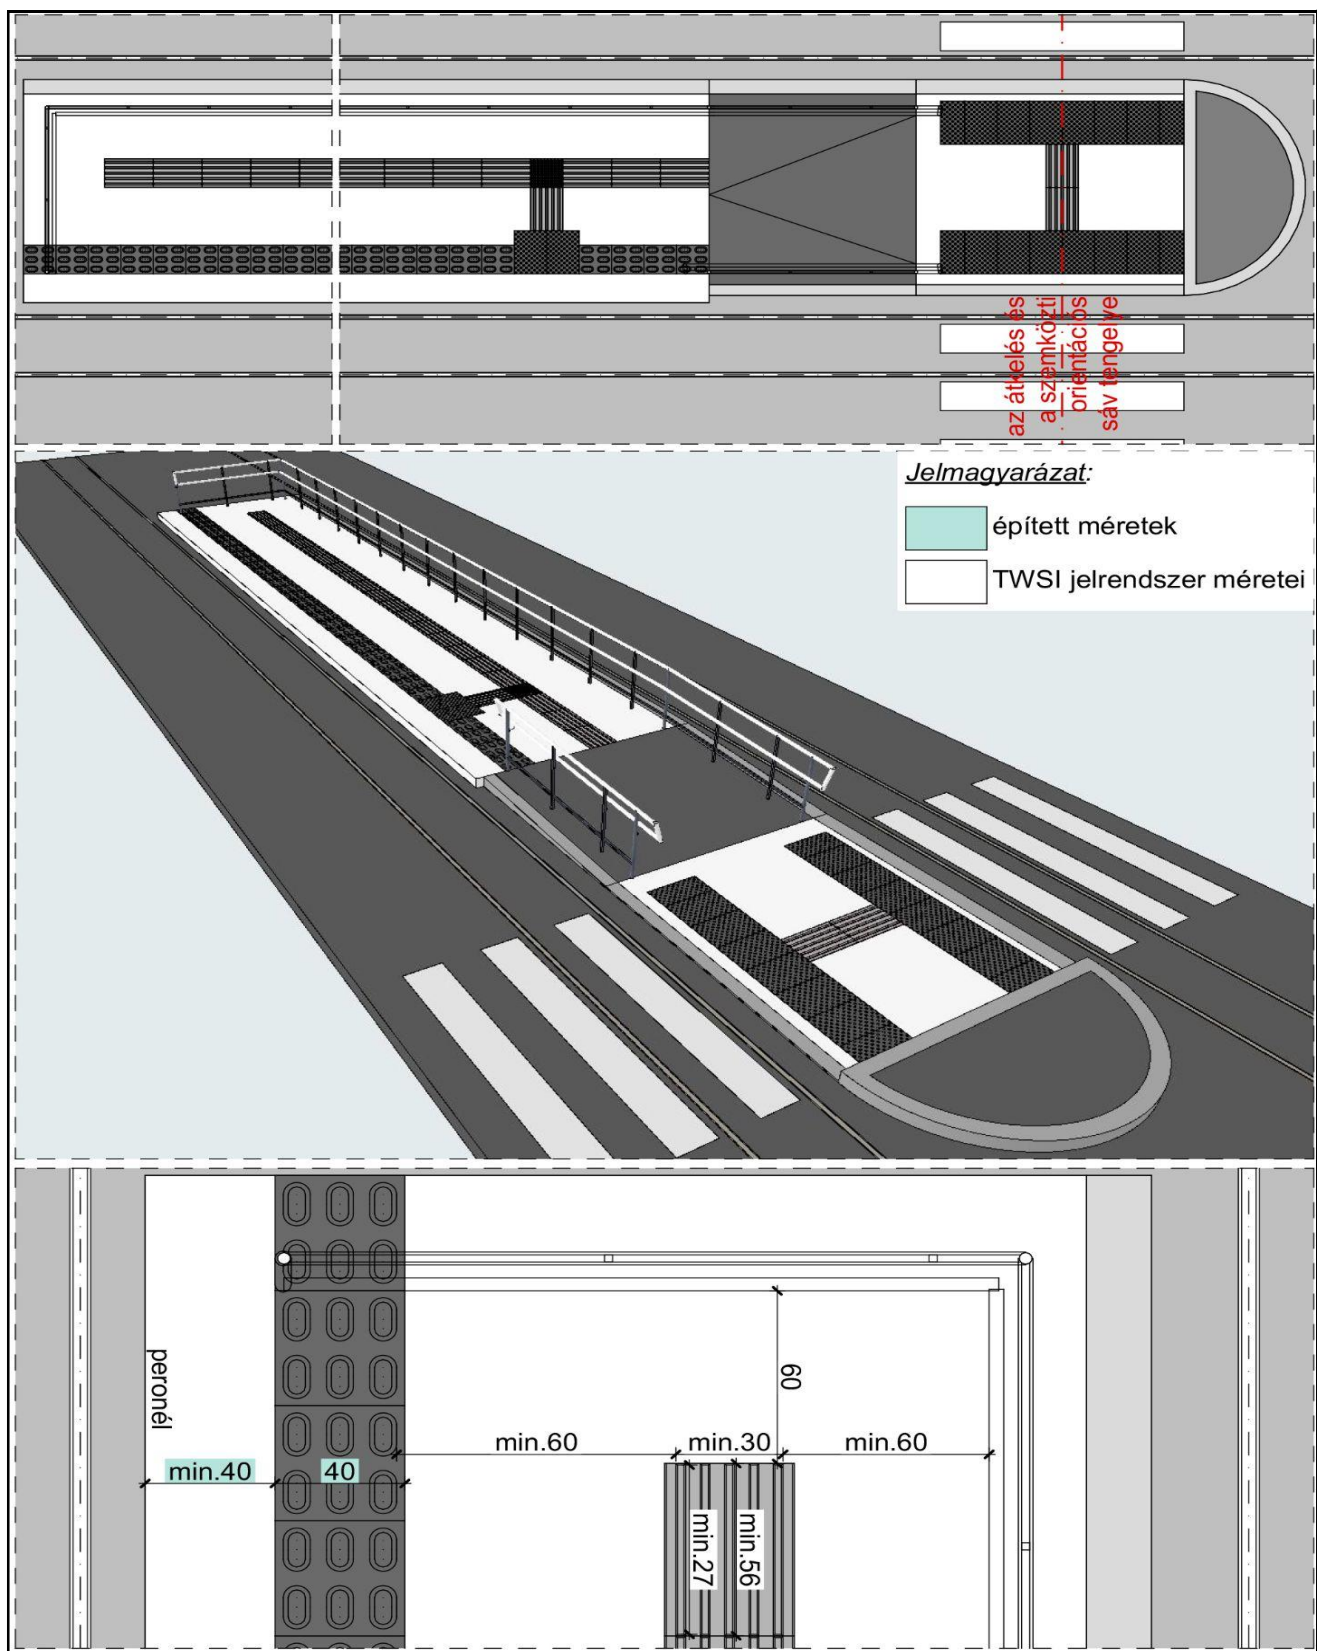 az átkelés és
a szemközti
orientációs
sáv tengelye
Jelmagyarázat:
épített méretek
TWSI jelrendszer méretei
peronél
60
min.60
min.30
min.60
min.40
40
min.27
min.56